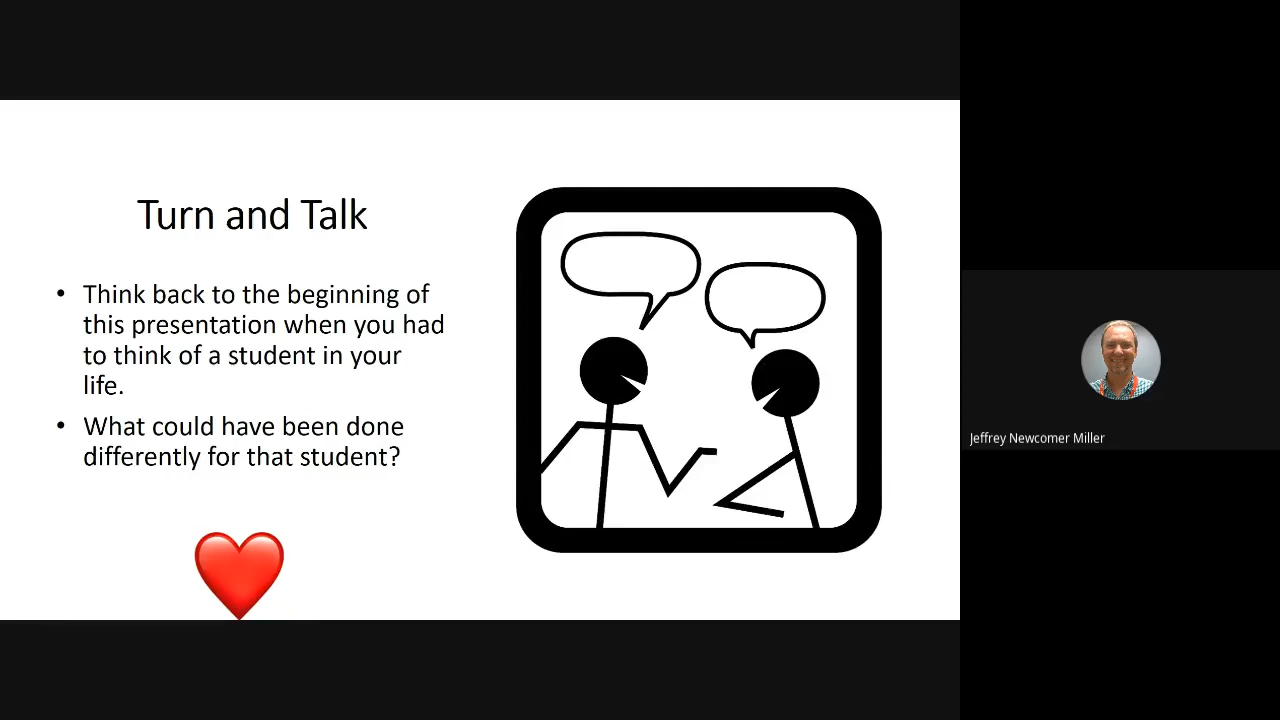 Turn and Talk
• Think back to the beginning of
this presentation when you had
to think of a student in your
life.
• What could have been done
differently for that student?
Jeffrey Newcomer Miller